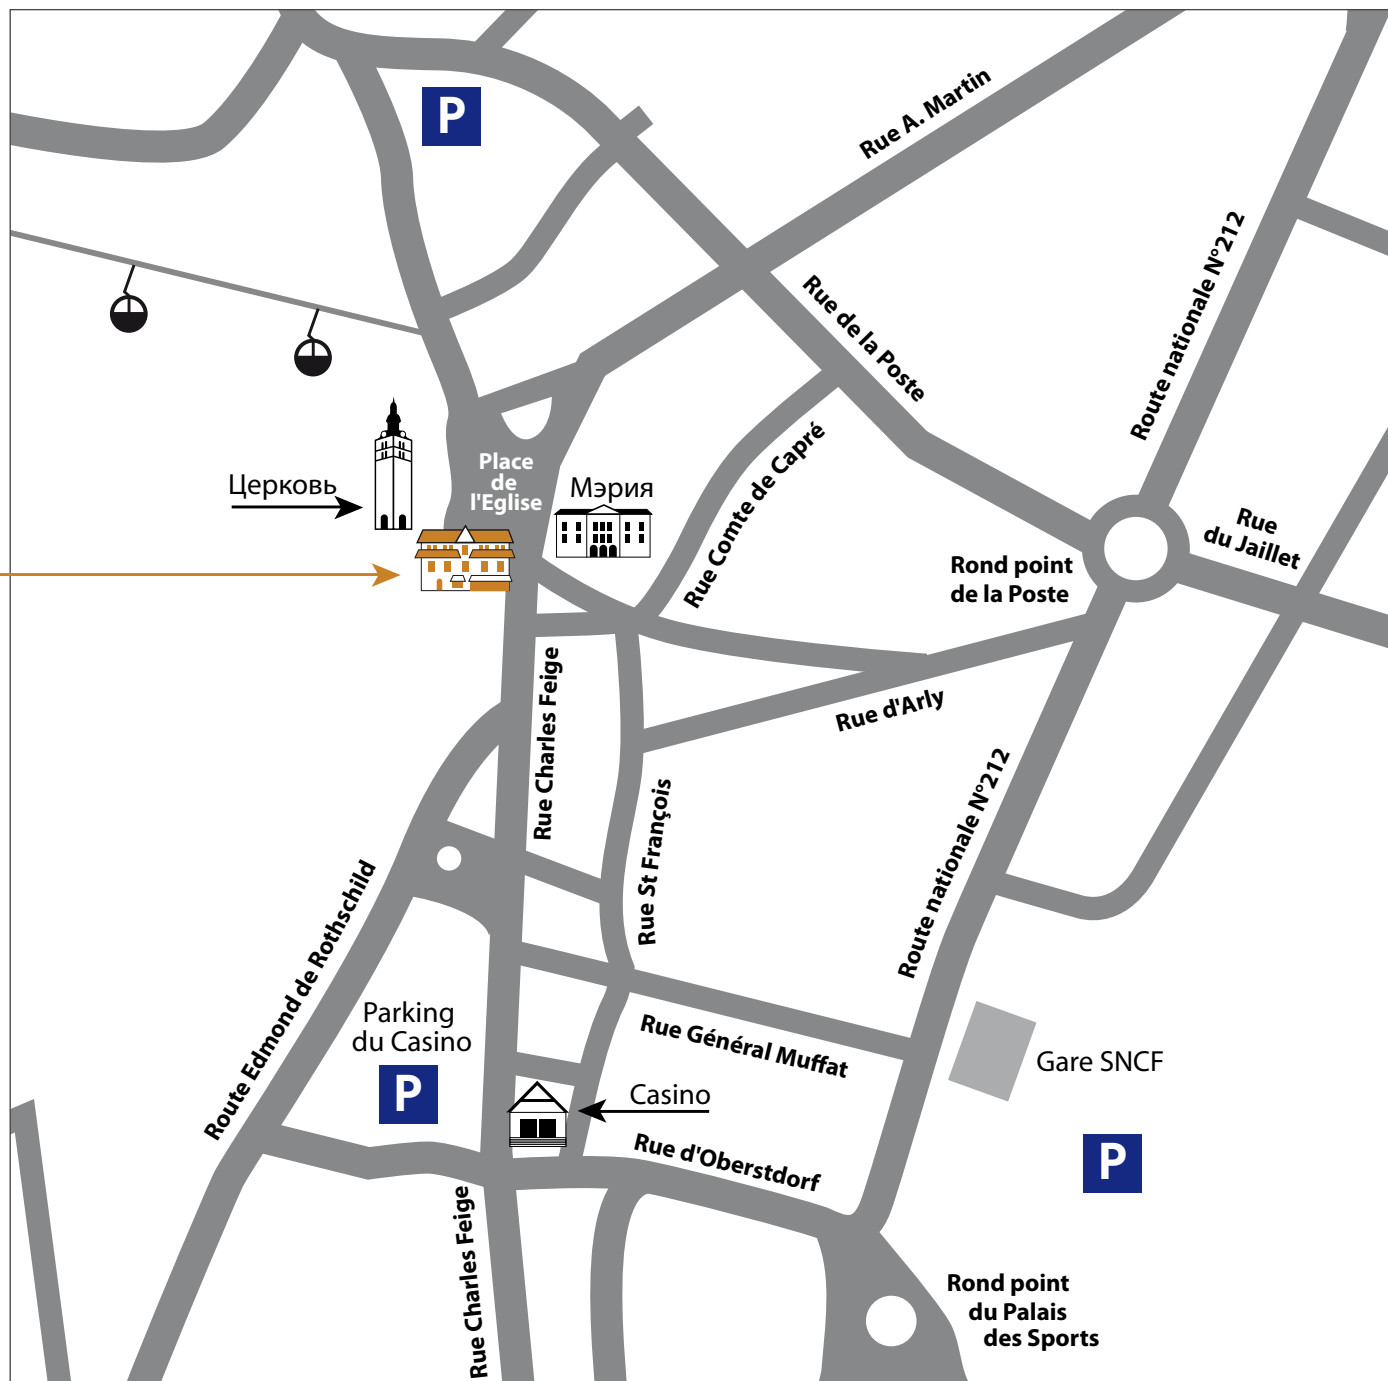 P
Rue A. Martin
Route nationale N°212
Rue de la Poste
Place
de
l'Eglise
Церковь
Мэрия
Rue Comte de Capré
Rue
du Jaillet
Rond point
de la Poste
Rue Charles Feige
Rue d'Arly
Rue St François
Route nationale N°212
Route Edmond de Rothschild
Parking
du Casino
P
Rue Général Muffat
Gare SNCF
Casino
Rue d'Oberstdorf
P
Rue Charles Feige
Rond point
du Palais
des Sports